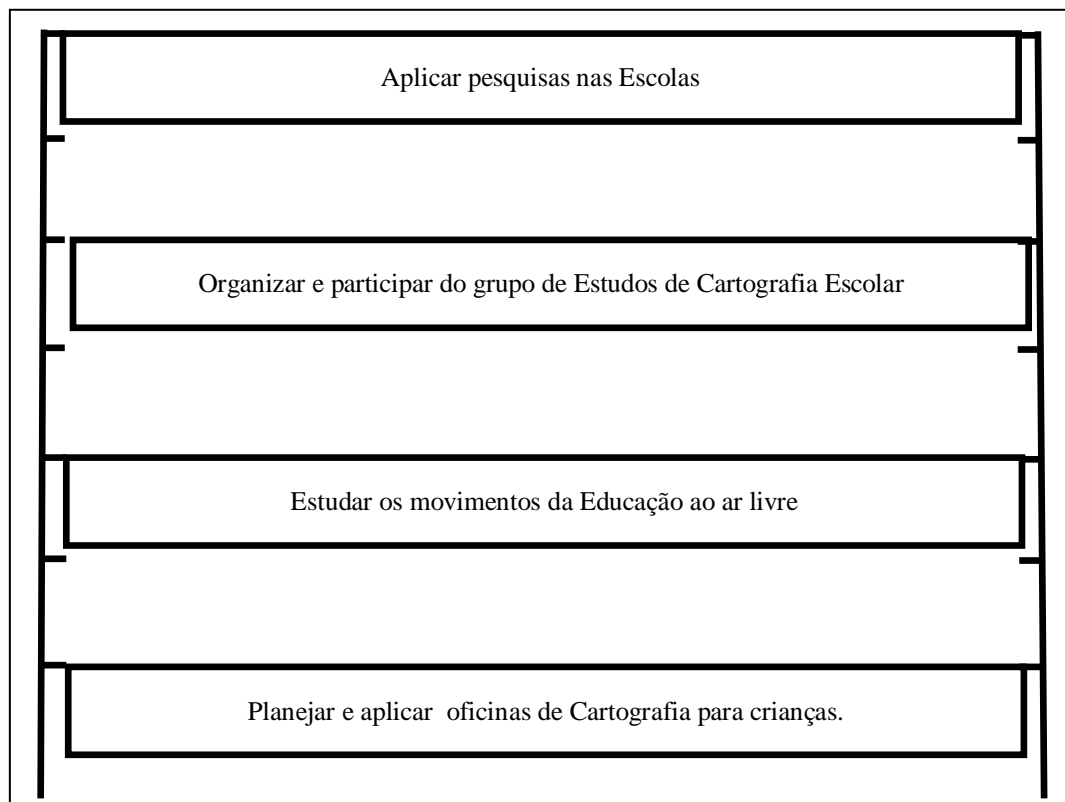 Aplicar pesquisas nas Escolas
Organizar e participar do grupo de Estudos de Cartografia Escolar
Estudar os movimentos da Educação ao ar livre
Planejar e aplicar  oficinas de Cartografia para crianças.